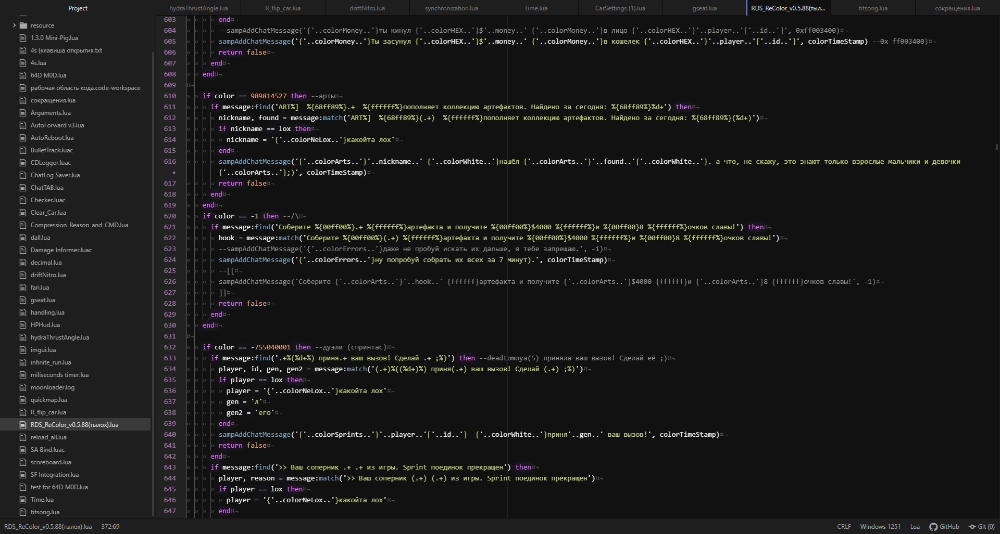 Project
hydraThrustAngle.lua
R_flip_car.lua
driftNitro.lua
synchronization.lua
Time.lua
CarSettings (1).lua
gseat.lua
RDS_ReColor_v0.5.88(тыл...
titsong.lua
сокращения.lua
resource
1.3.0 Mini-Pig.lua
4s (клавиша открытия.txt
4s.lua
64D M0D.lua
рабочая область кода.code-workspace
сокращения.lua
Arguments.lua
AutoForward v3.lua
AutoReboot.lua
BulletTrack.luac
CDLogger.luac
ChatLog Saver.lua
ChatTAB.lua
Checker.luac
Clear_Car.lua
Compression_Reason_and_CMD.lua
dall.lua
Damage Informer.luac
decimal.lua
driftNitro.lua
fari.lua
gseat.lua
handling.lua
HPHud.lua
hydraThrustAngle.lua
imgui.lua
infinite_run.lua
miliseconds timer.lua
moonloader.log
quickmap.lua
R_flip_car.lua
RDS_ReColor_v0.5.88(тылох).lua
reload_all.lua
SA Bind.luac
scoreboard.lua
SF Integration.lua
test for 64D M0D.lua
Time.lua
titsong.lua
603 » » » » end¤¬
604 » » » » --sampAddChatMessage('{'..colorMoney..'}ты кинул {'..colorHEX..'}$'..money..' {'..colorMoney..'}в лицо {'..colorHEX..'}'..player..'['..id..']', 0xff003400)¤¬
605 » » » » sampAddChatMessage('{'..colorMoney..'}Ты засунул {'..colorHEX..'}$'..money..' {'..colorMoney..'}в кошелек {'..colorHEX..'}'..player..'['..id..']', colorTimeStamp) --0x ff003400)¤¬
606 » » » » return false¤¬
607 » » » end¤¬
608 » » end¤¬
609 ¤¬
610 » » if color == 989814527 then --арты¤¬
611 » » » if message:find('ART%]  %{68ff89%}.+  %{ffffff%}пополняет коллекцию артефактов. Найдено за сегодня: %{68ff89%}%d+') then¤¬
612 » » » » nickname, found = message:match('ART%]  %{68ff89%}(.+)  %{ffffff%}пополняет коллекцию артефактов. Найдено за сегодня: %{68ff89%}(%d+)')¤¬
613 » » » » if nickname == lox then¤¬
614 » » » » » nickname = '{'..colorNeLox..'}какойта лох'¤¬
615 » » » » end¤¬
616 » » » » sampAddChatMessage('{'..colorArts..'}'..nickname..' {'..colorWhite..'}нашёл {'..colorArts..'}'..found..'{'..colorWhite..'}. а что, не скажу, это знают только взрослые мальчики и девочки
• {'..colorArts..'};)', colorTimeStamp)¤¬
617 » » » » return false¤¬
618 » » » end¤¬
619 » » end¤¬
620 » » if color == -1 then --/\¤¬
621 » » » if message:find('Соберите %{00ff00%}.+ %{ffffff%}артефакта и получите %{00ff00%}$4000 %{ffffff%}и %{00ff00}8 %{ffffff%}очков славы!') then¤¬
622 » » » » hook = message:match('Соберите %{00ff00%}(.+) %{ffffff%}артефакта и получите %{00ff00%}$4000 %{ffffff%}и %{00ff00}8 %{ffffff%}очков славы!')¤¬
623 » » » » --sampAddChatMessage('{'..colorErrors..'}даже не пробуй искать их дальше, я тебе запрещаю.', -1)¤¬
624 » » » » sampAddChatMessage('{'..colorErrors..'}ну попробуй собрать их всех за 7 минут).', colorTimeStamp)¤¬
625 » » » » --[[¤¬
626 » » » » sampAddChatMessage('Соберите {'..colorArts..'}'..hook..' {ffffff}артефакта и получите {'..colorArts..'}$4000 {ffffff}и {'..colorArts..'}8 {ffffff}очков славы!', -1)¤¬
627 » » » » ]]¤¬
628 » » » » return false¤¬
629 » » » end¤¬
630 » » end¤¬
631 ¤¬
632 » » if color == -755040001 then --дуэли (спринтас)¤¬
633 » » » if message:find('.+%(%d+%) приня.+ ваш вызов! Сделай .+ ;%)') then --deadtomoya(5) приняла ваш вызов! Сделай её ;)¤¬
634 » » » » player, id, gen, gen2 = message:match('(.+)%((%d+)%) приня(.+) ваш вызов! Сделай (.+) ;%)')¤¬
635 » » » » if player == lox then¤¬
636 » » » » » player = '{'..colorNeLox..'}какойта лох'¤¬
637 » » » » » gen = 'л'¤¬
638 » » » » » gen2 = 'его'¤¬
639 » » » » end¤¬
640 » » » » sampAddChatMessage('{'..colorSprints..'}'..player..'['..id..']  {'..colorWhite..'}приня'..gen..' ваш вызов!', colorTimeStamp)¤¬
641 » » » » return false¤¬
642 » » » end¤¬
643 » » » if message:find('>> Ваш соперник .+ .+ из игры. Sprint поединок прекращен') then¤¬
644 » » » » player, reason = message:match('>> Ваш соперник (.+) (.+) из игры. Sprint поединок прекращен')¤¬
645 » » » » if player == lox then¤¬
646 » » » » » player = '{'..colorNeLox..'}какойта лох'¤¬
647 » » » » end¤¬
RDS_ReColor_v0.5.88(тылох).lua 372:69
CRLF Windows 1251 Lua GitHub Git (0)